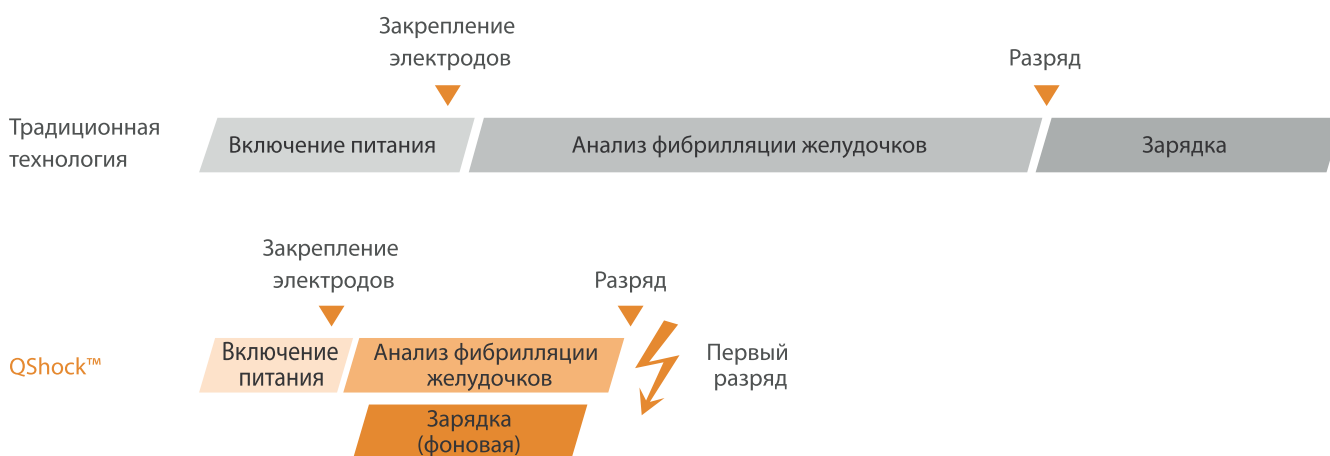 Закрепление
электродов
Разряд
Традиционная
технология
Включение питания
Анализ фибрилляции желудочков
Зарядка
Закрепление
электродов
Разряд
QShock™
Включение
питания
Анализ фибрилляции
желудочков
Первый
разряд
Зарядка
(фоновая)